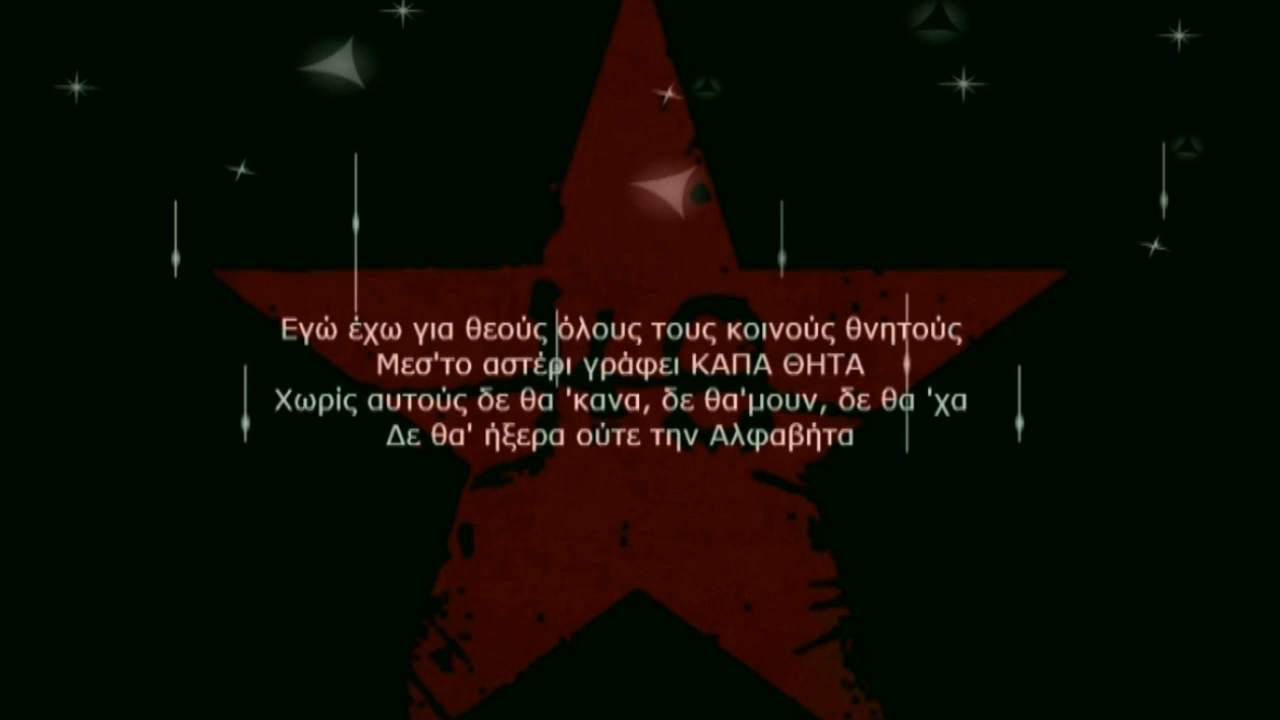 Εγώ έχω για θεούς όλους τους κοινούς θνητούς
Μεσ'το αστέρι γράφει ΚΑΠΑ ΘΗΤΑ
Χωρίς αυτούς δε θα 'κανα, δε θα'μουν, δε θα 'χα
Δε θα' ήξερα ούτε την Αλφαβήτα